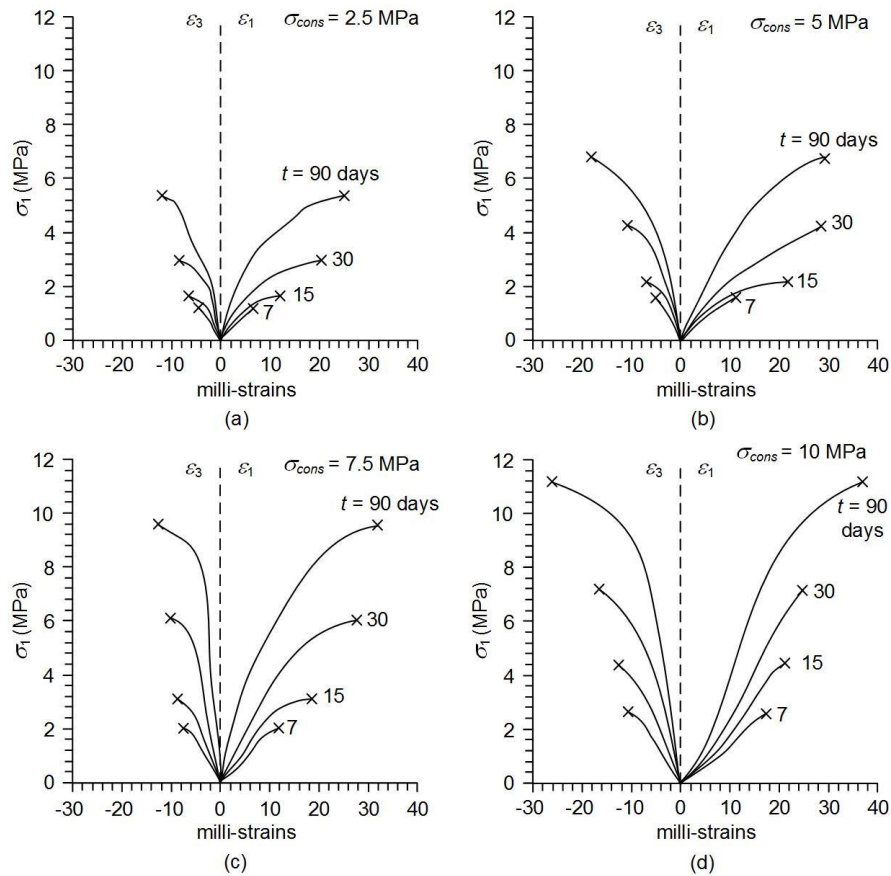 ε3 ε1 σcons = 2.5 MPa
12
10
8
6
4
2
0
σ1 (MPa)
t = 90 days
30
15
7
-30 -20 -10 0 10 20 30 40
milli-strains
(a)
ε3 ε1 σcons = 5 MPa
12
10
8
6
4
2
0
σ1 (MPa)
t = 90 days
30
15
7
-30 -20 -10 0 10 20 30 40
milli-strains
(b)
ε3 ε1 σcons = 7.5 MPa
12
10
8
6
4
2
0
σ1 (MPa)
t = 90 days
30
15
7
-30 -20 -10 0 10 20 30 40
milli-strains
(c)
ε3 ε1 σcons = 10 MPa
12
10
8
6
4
2
0
σ1 (MPa)
t = 90
days
30
15
7
-30 -20 -10 0 10 20 30 40
milli-strains
(d)